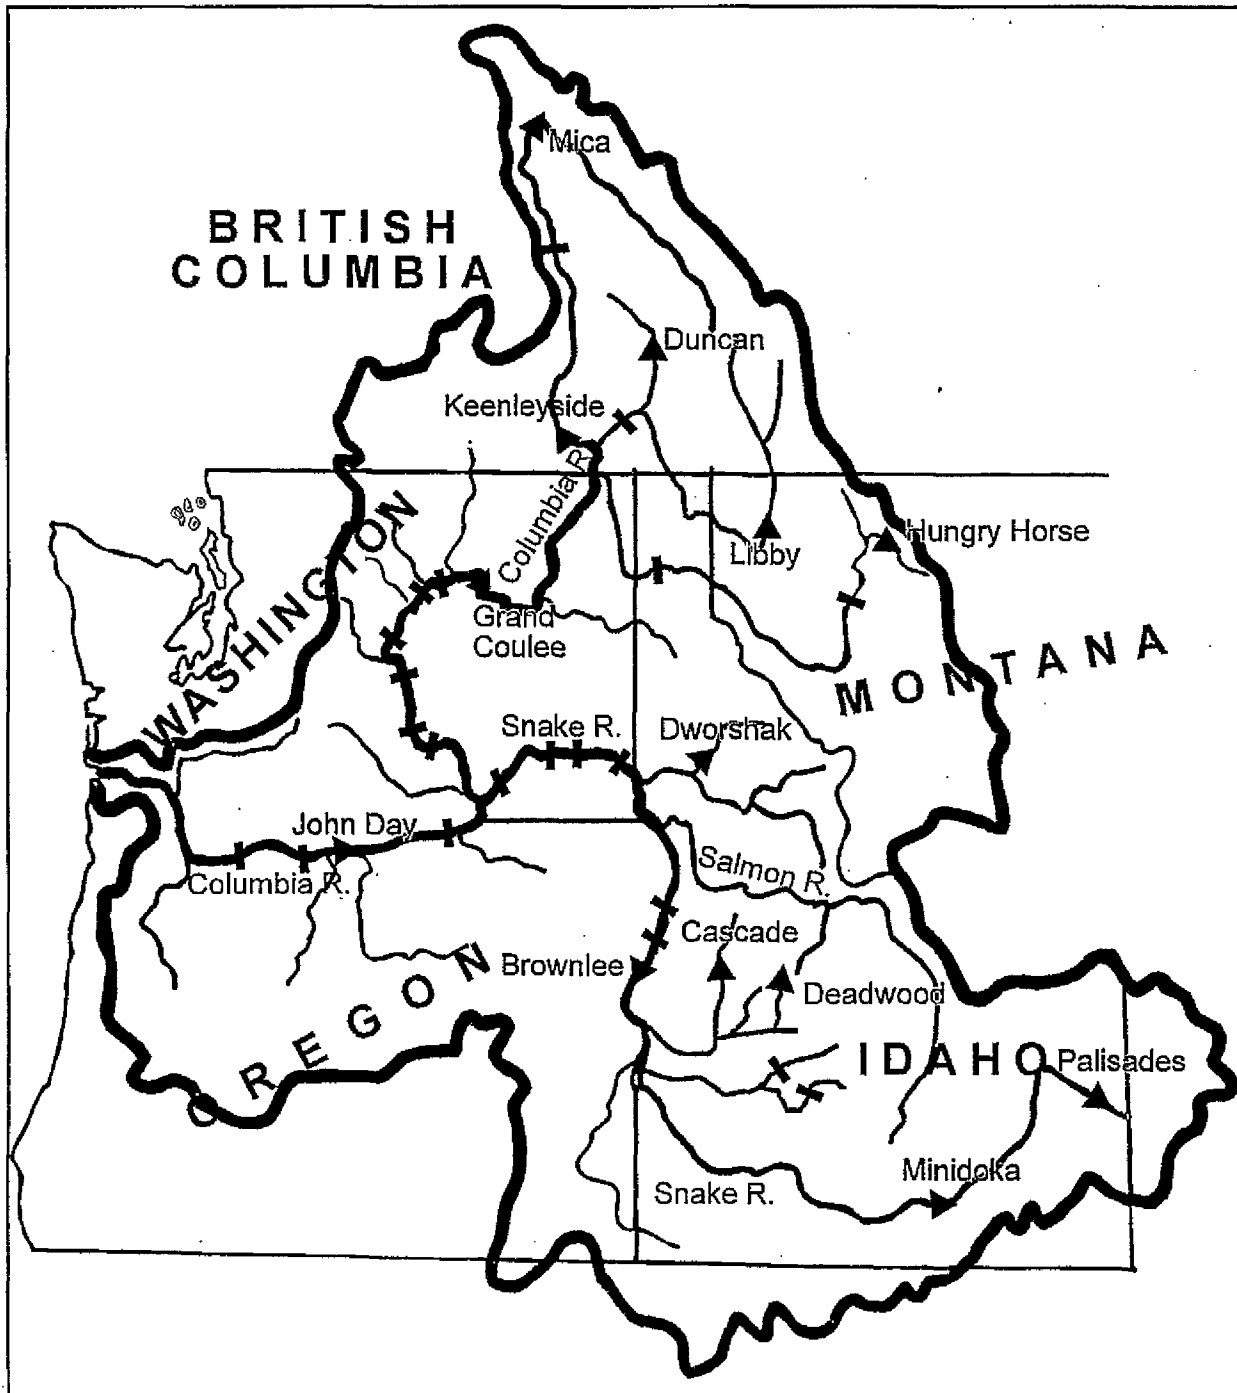 Mica
BRITISH
COLUMBIA
Duncan
Keenleyside
Columbia R.
WASHINGTON
Hungry Horse
Libby
Grand
Coulee
MONTANA
Snake R.
Dworshak
John Day
Columbia R.
Salmon R.
Cascade
Brownlee
Deadwood
OREGON
IDAHO
Palisades
Minidoka
Snake R.